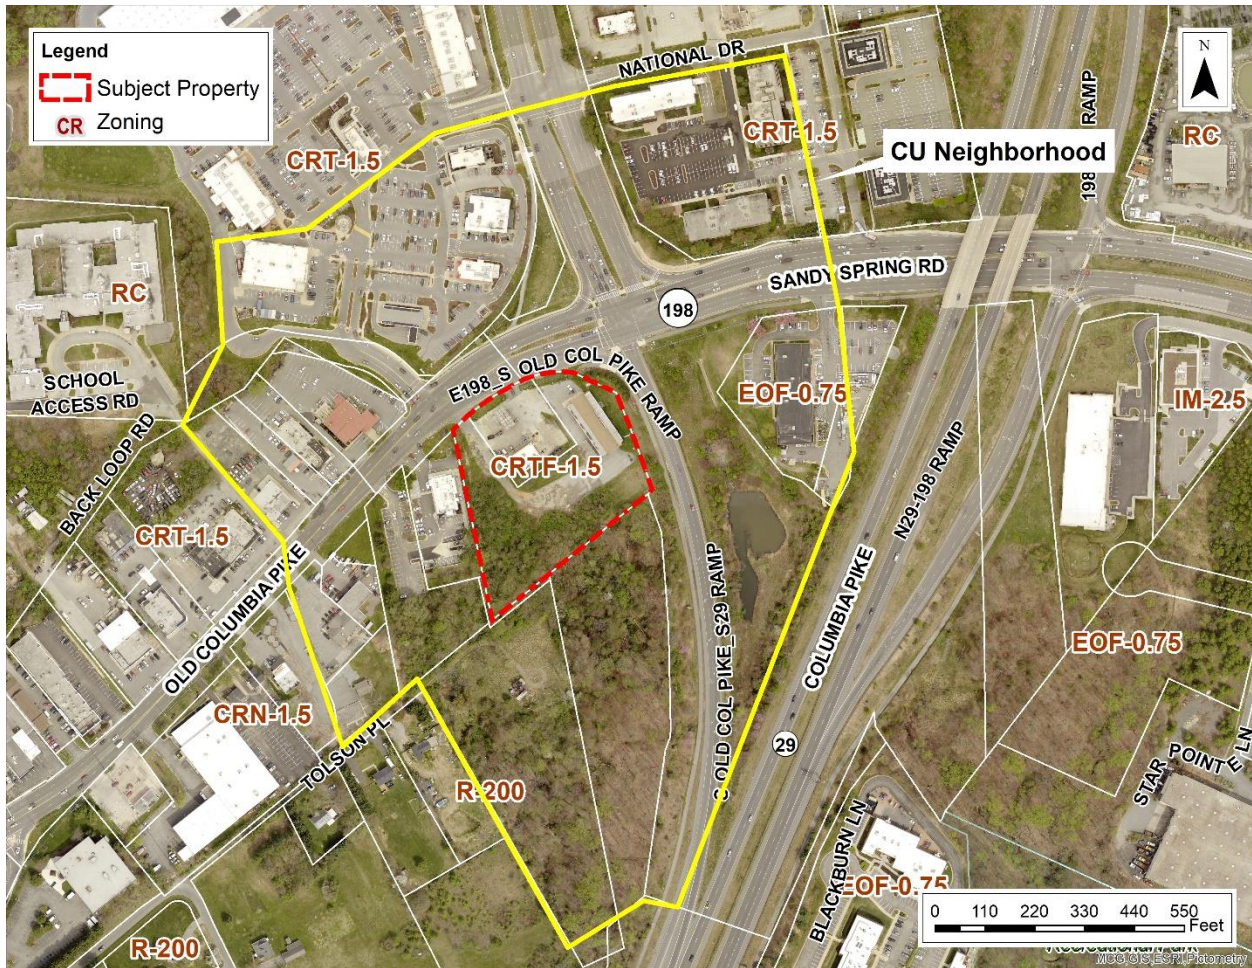 Legend
Subject Property
CR Zoning
NATIONAL DR
N
198 RAMP
RC
CRT-1.5
CRT-1.5
CU Neighborhood
SANDY SPRING RD
RC
198
SCHOOL
ACCESS RD
E198_S OLD COL PIKE RAMP
EOF-0.75
IM-2.5
BACK LOOP RD
CRTF-1.5
N29-198 RAMP
CRT-1.5
OLD COLUMBIA PIKE
COLUMBIA PIKE
OLD COL PIKE_S29 RAMP
EOF-0.75
CRN-1.5
TOLSON PL
29
STAR POINTE LN
R-200
BLACKBURN LN
EOF-0.75
0 110 220 330 440 550
Feet
R-200
Recreational Park
MCG GIS, ESRI, Pictometry